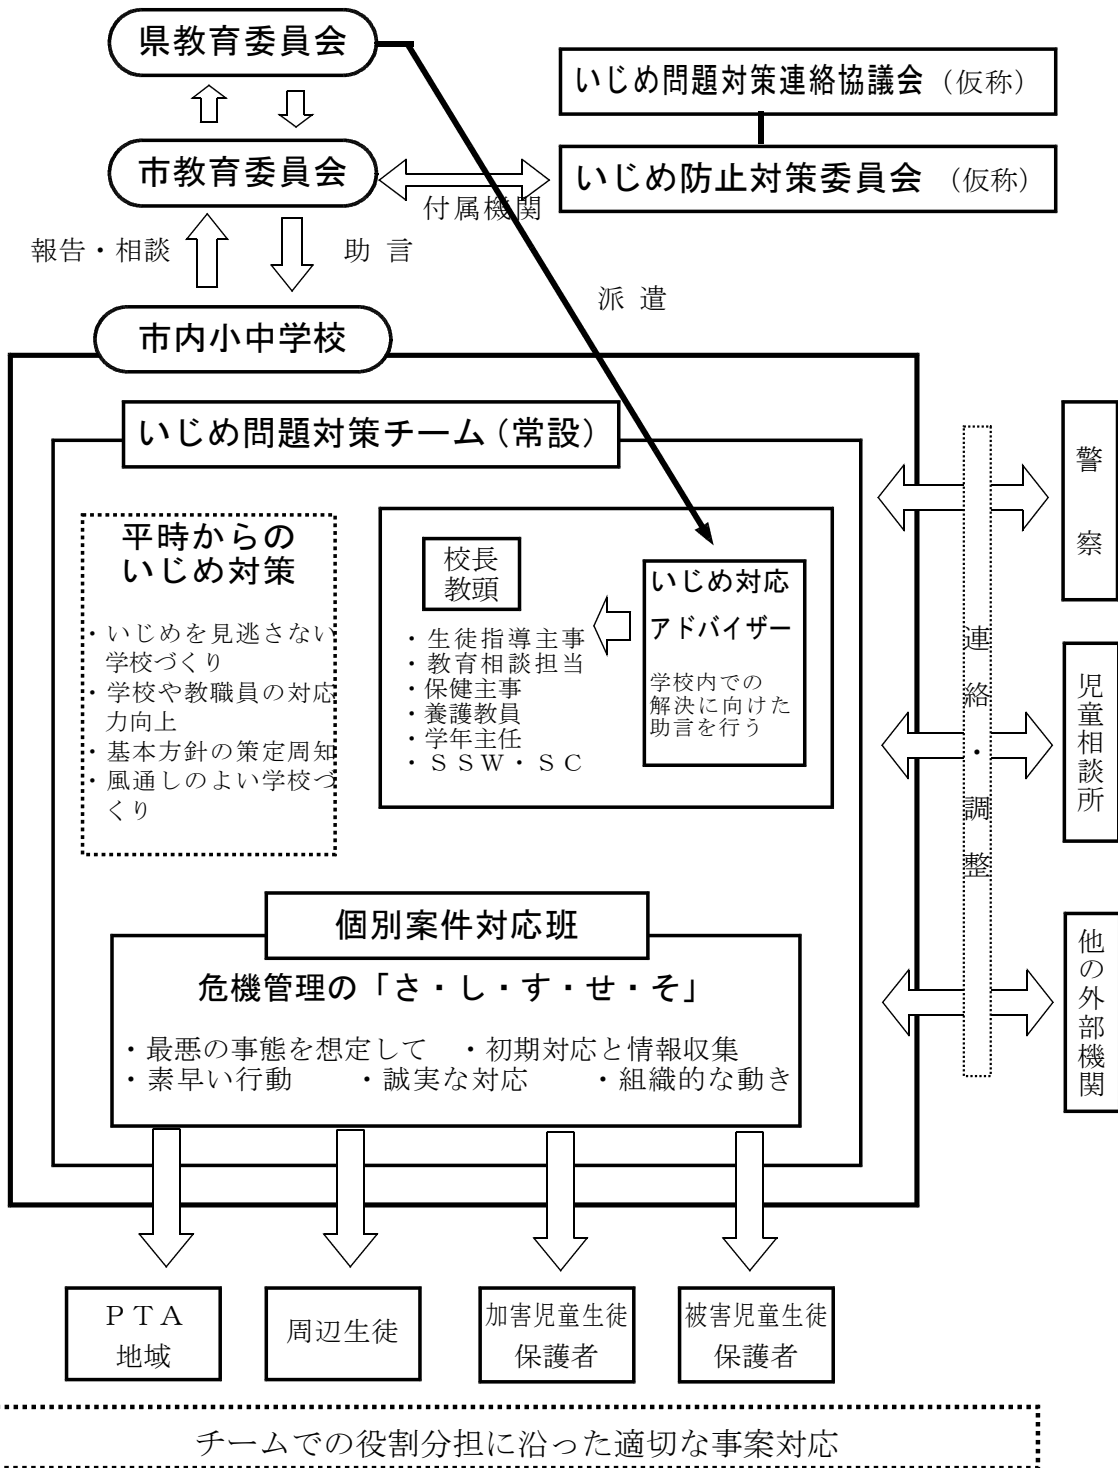 県教育委員会
いじめ問題対策連絡協議会（仮称）
市教育委員会
いじめ防止対策委員会（仮称）
付属機関
報告・相談
助言
派遣
市内小中学校
いじめ問題対策チーム（常設）
平時からの
いじめ対策
・いじめを見逃さない
学校づくり
・学校や教職員の対応
力向上
・基本方針の策定周知
・風通しのよい学校づ
くり
校長
教頭
・生徒指導主事
・教育相談担当
・保健主事
・養護教員
・学年主任
・ＳＳＷ・ＳＣ
いじめ対応
アドバイザー
学校内での
解決に向けた
助言を行う
連絡・調整
警察
児童相談所
他の外部機関
個別案件対応班
危機管理の「さ・し・す・せ・そ」
・最悪の事態を想定して　・初期対応と情報収集
・素早い行動　・誠実な対応　・組織的な動き
ＰＴＡ
地域
周辺生徒
加害児童生徒
保護者
被害児童生徒
保護者
チームでの役割分担に沿った適切な事案対応